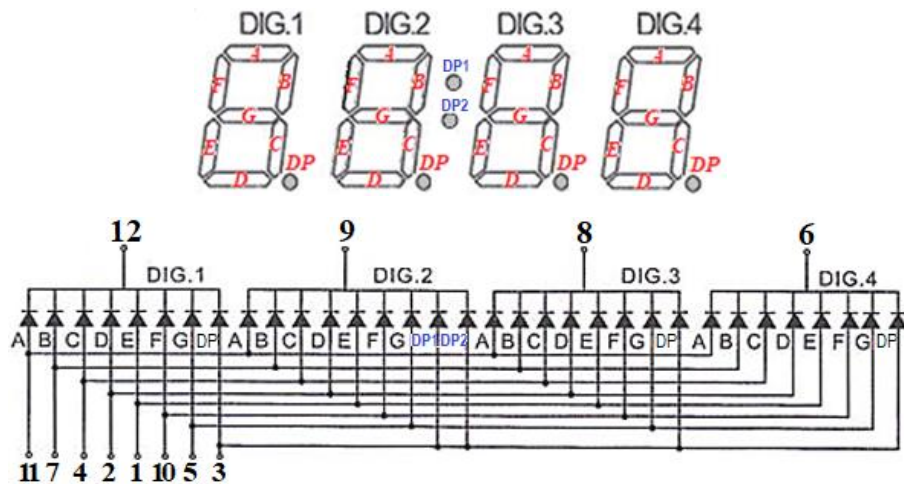 DIG.1 DIG.2 DIG.3 DIG.4
A A A A
F B F B DP1 F B F B
G G DP2 G G
E C E C E C E C
DP DP DP DP
D D D D
12 9 8 6
DIG.1 DIG.2 DIG.3 DIG.4
A B C D E F G DP A B C D E F G DP1 DP2 A B C D E F G DP A B C D E F G DP
11 7 4 2 1 10 5 3